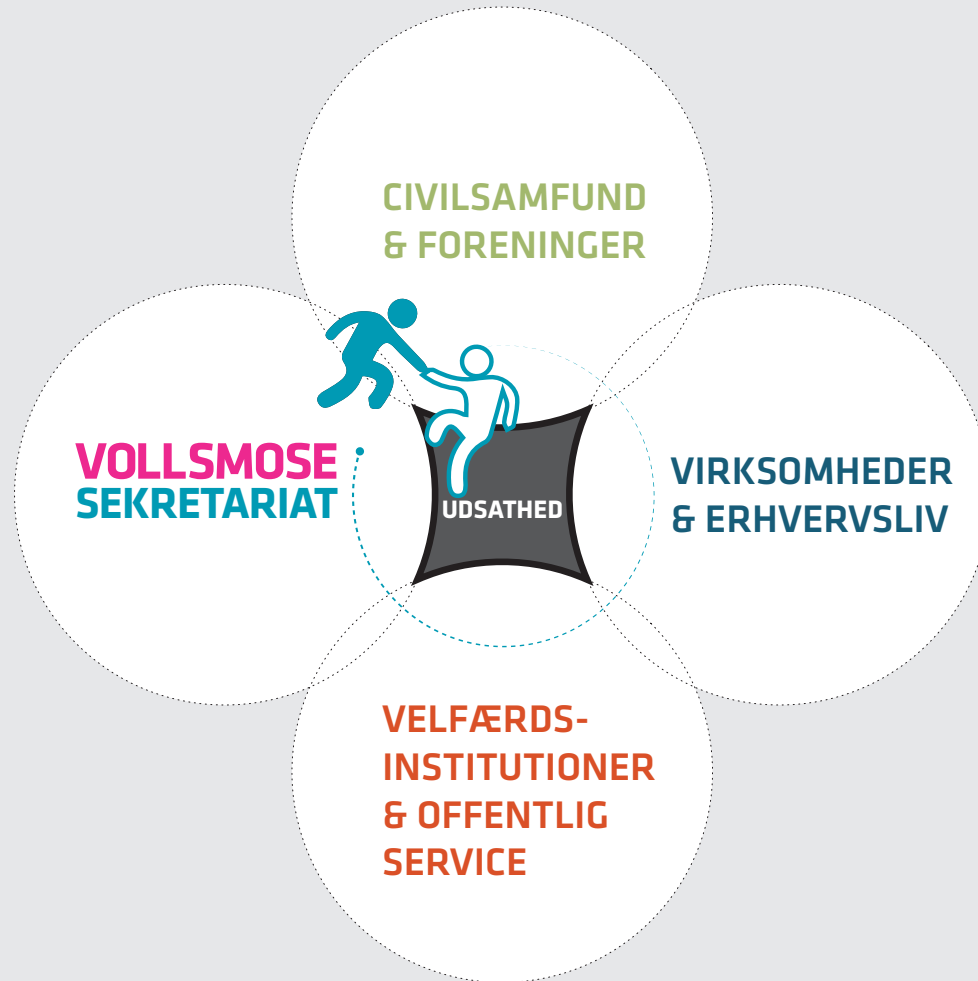 CIVILSAMFUND
& FORENINGER
VOLLSMOSE
SEKRETARIAT
UDSATHED
VIRKSOMHEDER
& ERHVERVSLIV
VELFÆRDS-
INSTITUTIONER
& OFFENTLIG
SERVICE